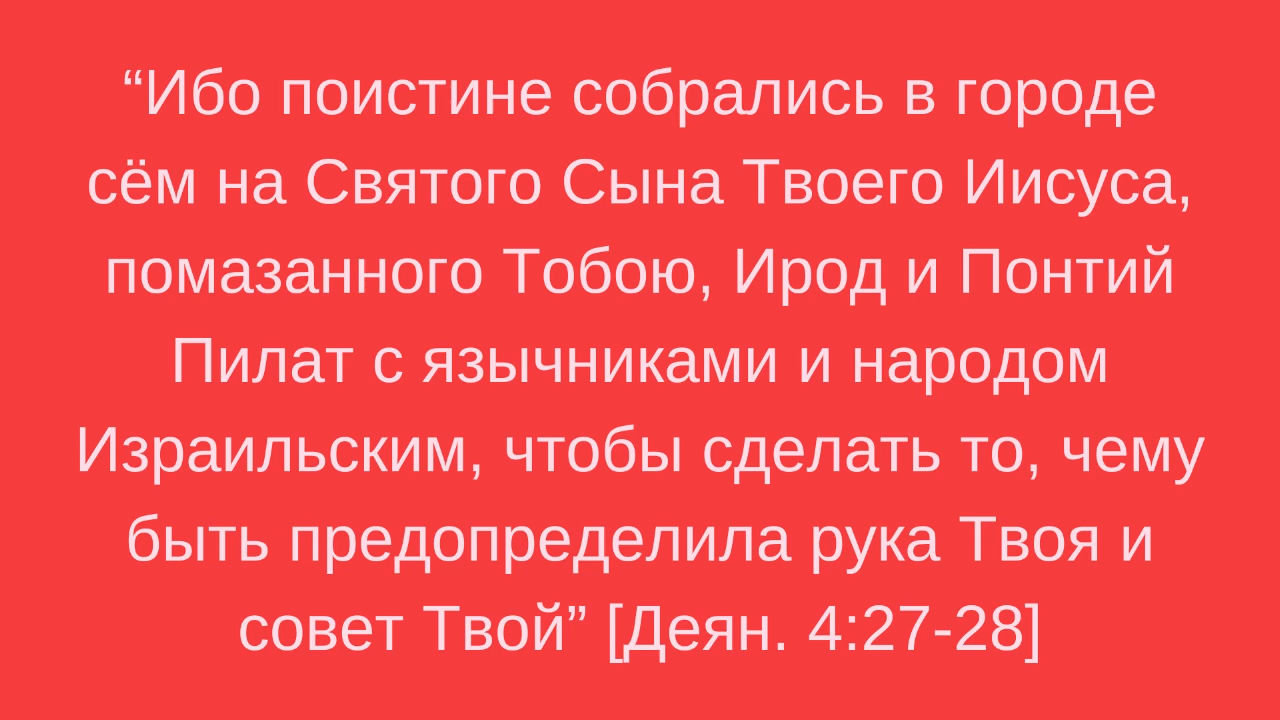 “Ибо поистине собрались в городе
сём на Святого Сына Твоего Иисуса,
помазанного Тобою, Ирод и Понтий
Пилат с язычниками и народом
Израильским, чтобы сделать то, чему
быть предопределила рука Твоя и
совет Твой” [Деян. 4:27-28]